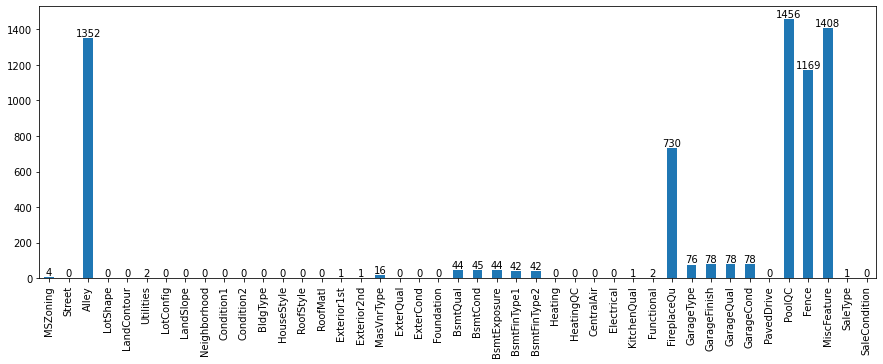 1400
1200
1000
800
600
400
200
0
4 0 1352 0 0 2 0 0 0 0 0 0 0 0 0 1 1 16 0 0 0 44 45 44 42 42 0 0 0 0 1 2 730 76 78 78 78 0 1456 1169 1408 1 0
MSZoning
Street
Alley
LotShape
LandContour
Utilities
LotConfig
LandSlope
Neighborhood
Condition1
Condition2
BldgType
HouseStyle
RoofStyle
RoofMatl
Exterior1st
Exterior2nd
MasVnrType
ExterQual
ExterCond
Foundation
BsmtQual
BsmtCond
BsmtExposure
BsmtFinType1
BsmtFinType2
Heating
HeatingQC
CentralAir
Electrical
KitchenQual
Functional
FireplaceQu
GarageType
GarageFinish
GarageQual
GarageCond
PavedDrive
PoolQC
Fence
MiscFeature
SaleType
SaleCondition